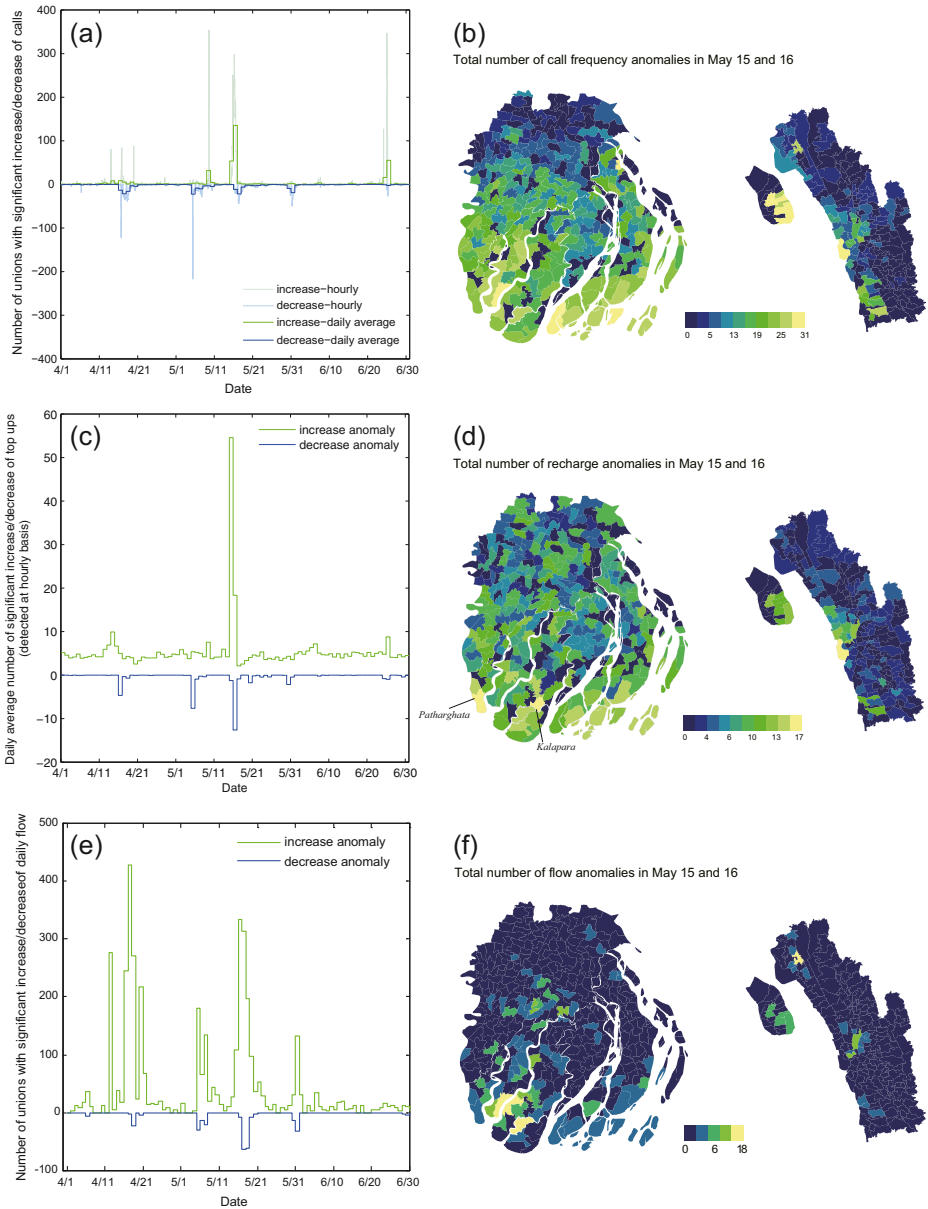 (a)
Number of unions with significant increase/decrease of calls
400
300
200
100
0
−100
−200
−300
−400
increase−hourly
decrease−hourly
increase−daily average
decrease−daily average
4/1 4/11 4/21 5/1 5/11 5/21 5/31 6/10 6/20 6/30
Date
(b)
Total number of call frequency anomalies in May 15 and 16
0 5 13 19 25 31
(c)
Daily average number of significant increase/decrease of top ups
(detected at hourly basis)
60
50
40
30
20
10
0
−10
−20
increase anomaly
decrease anomaly
4/1 4/11 4/21 5/1 5/11 5/21 5/31 6/10 6/20 6/30
Date
(d)
Total number of recharge anomalies in May 15 and 16
Patharghata
Kalapara
0 4 6 10 13 17
(e)
Number of unions with significant increase/decreaseof daily flow
500
400
300
200
100
0
-100
increase anomaly
decrease anomaly
4/1 4/11 4/21 5/1 5/11 5/21 5/31 6/10 6/20 6/30
Date
(f)
Total number of flow anomalies in May 15 and 16
0 6 18